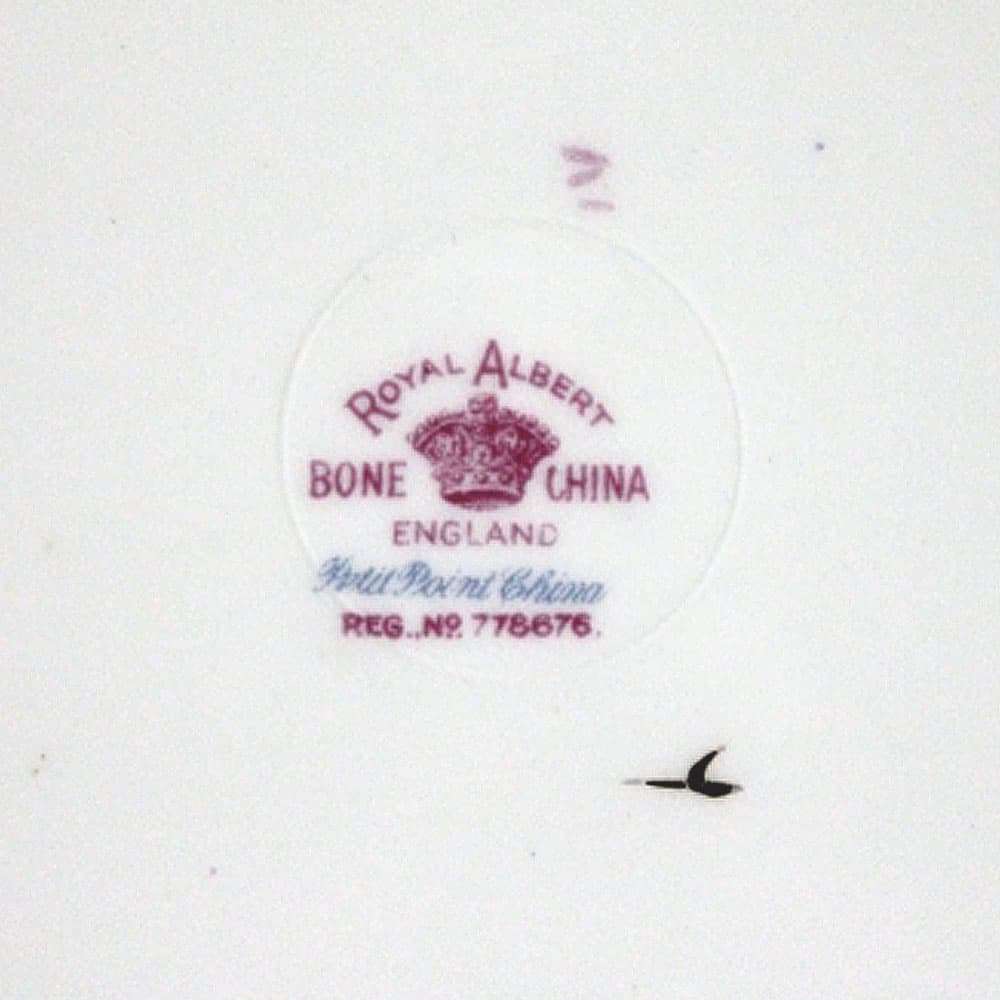 ROYAL ALBERT
BONE CHINA
ENGLAND
Petit Point China
REG. Nº. 778676.